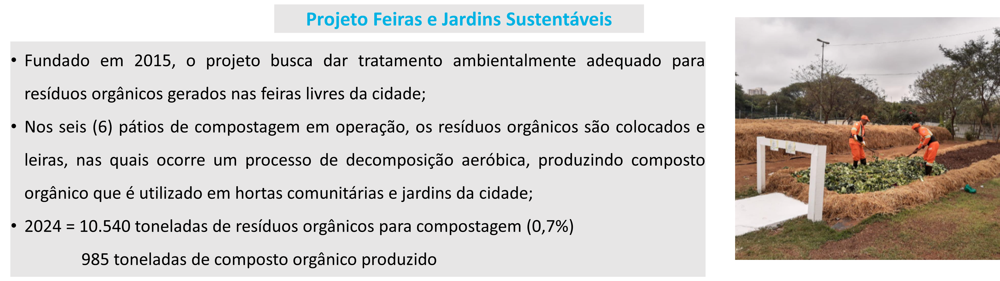 Projeto Feiras e Jardins Sustentáveis
• Fundado em 2015, o projeto busca dar tratamento ambientalmente adequado para
resíduos orgânicos gerados nas feiras livres da cidade;
• Nos seis (6) pátios de compostagem em operação, os resíduos orgânicos são colocados e
leiras, nas quais ocorre um processo de decomposição aeróbica, produzindo composto
orgânico que é utilizado em hortas comunitárias e jardins da cidade;
• 2024 = 10.540 toneladas de resíduos orgânicos para compostagem (0,7%)
985 toneladas de composto orgânico produzido